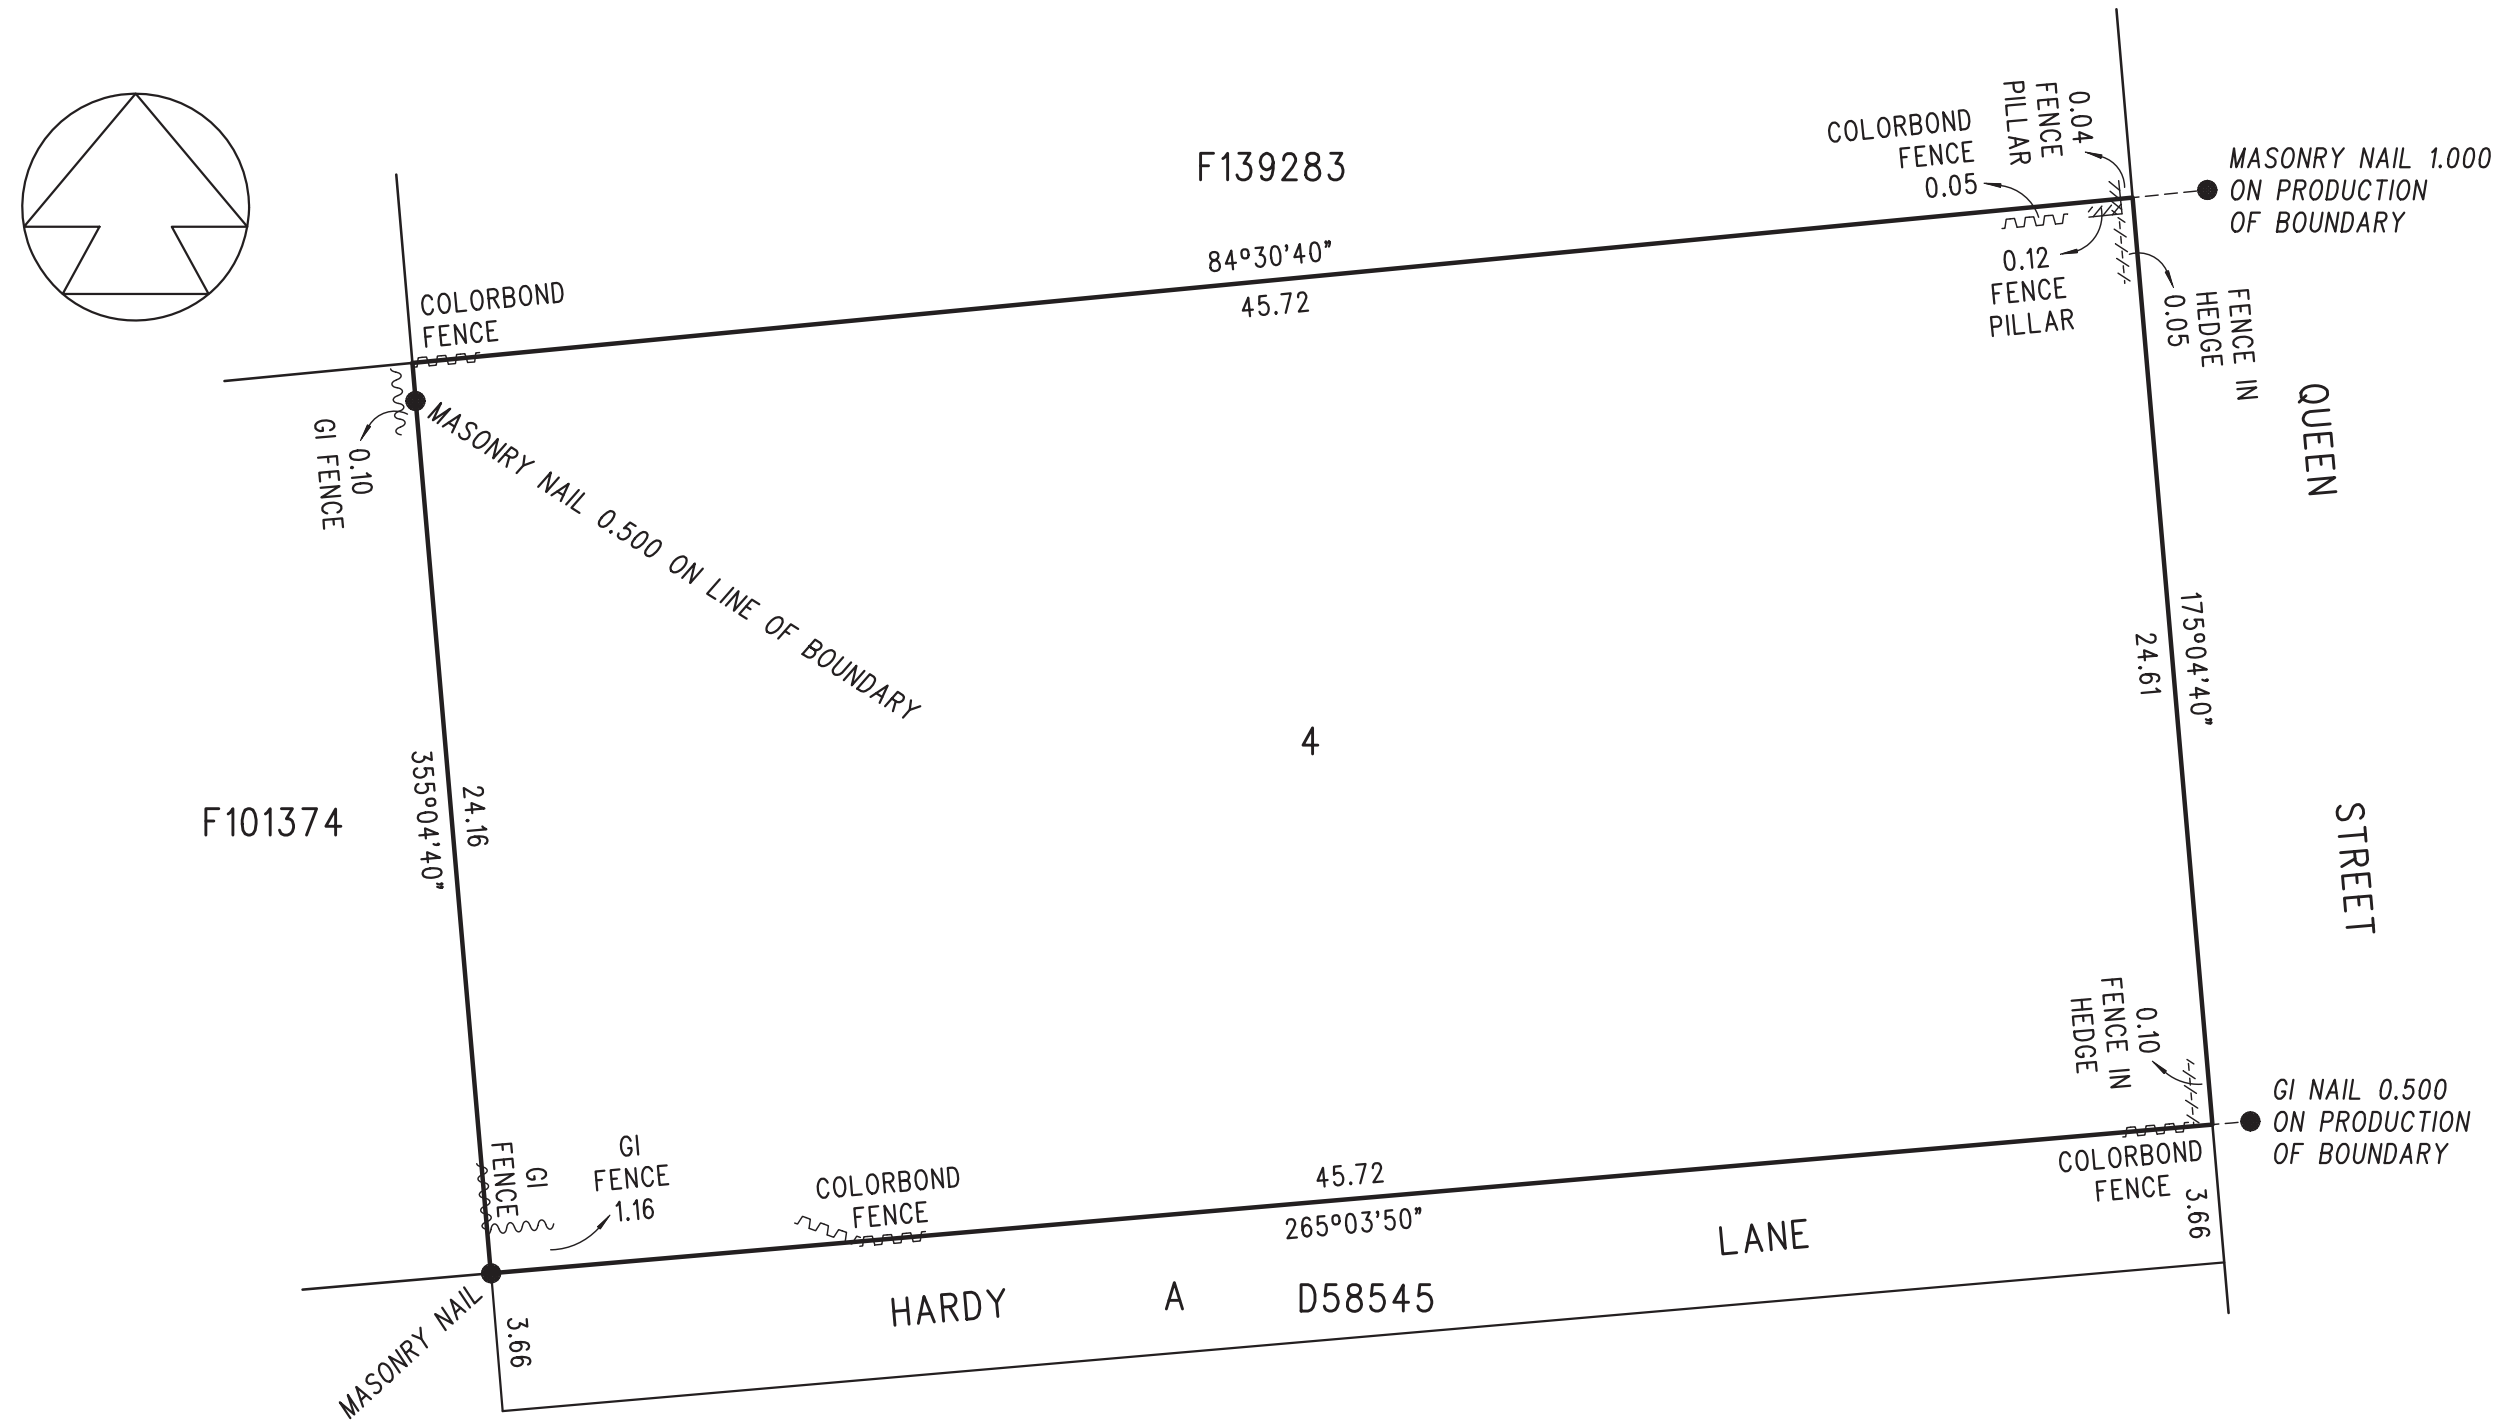 F139283
84°30'40"
45.72
COLORBOND
FENCE
0.05
0.04
FENCE
PILLAR
MASONRY NAIL 1.000
ON PRODUCTION
OF BOUNDARY
0.12
FENCE
PILLAR
FENCE IN
HEDGE
0.05
COLORBOND
FENCE
0.10
GI FENCE
MASONRY NAIL 0.500 ON LINE OF BOUNDARY
QUEEN STREET
175°04'40"
24.61
4
F101374
24.16
355°04'40"
0.10
FENCE IN
HEDGE
GI NAIL 0.500
ON PRODUCTION
OF BOUNDARY
GI
FENCE
GI
FENCE
1.16
COLORBOND
FENCE
45.72
265°03'50"
COLORBOND
FENCE
3.66
HARDY LANE
A D58545
3.66
MASONRY NAIL